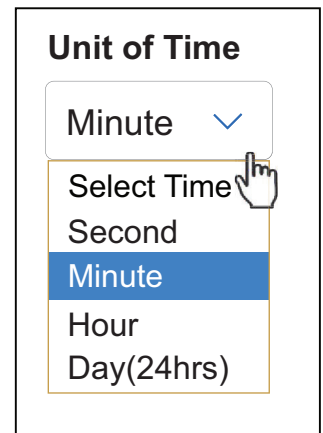 Unit of Time
Minute
Select Time
Second
Minute
Hour
Day(24hrs)